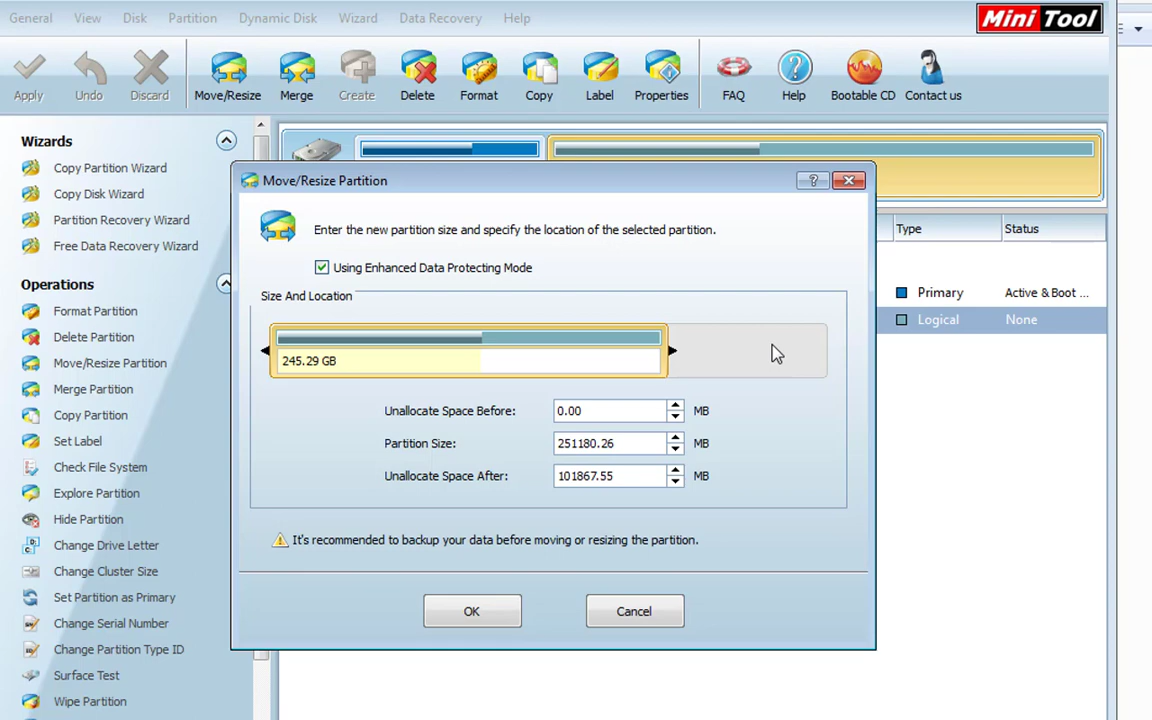 General View Disk Partition Dynamic Disk Wizard Data Recovery Help
Mini Tool
Apply Undo Discard Move/Resize Merge Create Delete Format Copy Label Properties FAQ Help Bootable CD Contact us
Wizards
Copy Partition Wizard
Copy Disk Wizard
Partition Recovery Wizard
Free Data Recovery Wizard
Operations
Format Partition
Delete Partition
Move/Resize Partition
Merge Partition
Copy Partition
Set Label
Check File System
Explore Partition
Hide Partition
Change Drive Letter
Change Cluster Size
Set Partition as Primary
Change Serial Number
Change Partition Type ID
Surface Test
Wipe Partition
Move/Resize Partition
Enter the new partition size and specify the location of the selected partition.
Using Enhanced Data Protecting Mode
Size And Location
245.29 GB
Unallocate Space Before: 0.00 MB
Partition Size: 251180.26 MB
Unallocate Space After: 101867.55 MB
It's recommended to backup your data before moving or resizing the partition.
OK Cancel
Type Status
Primary Active & Boot ...
Logical None